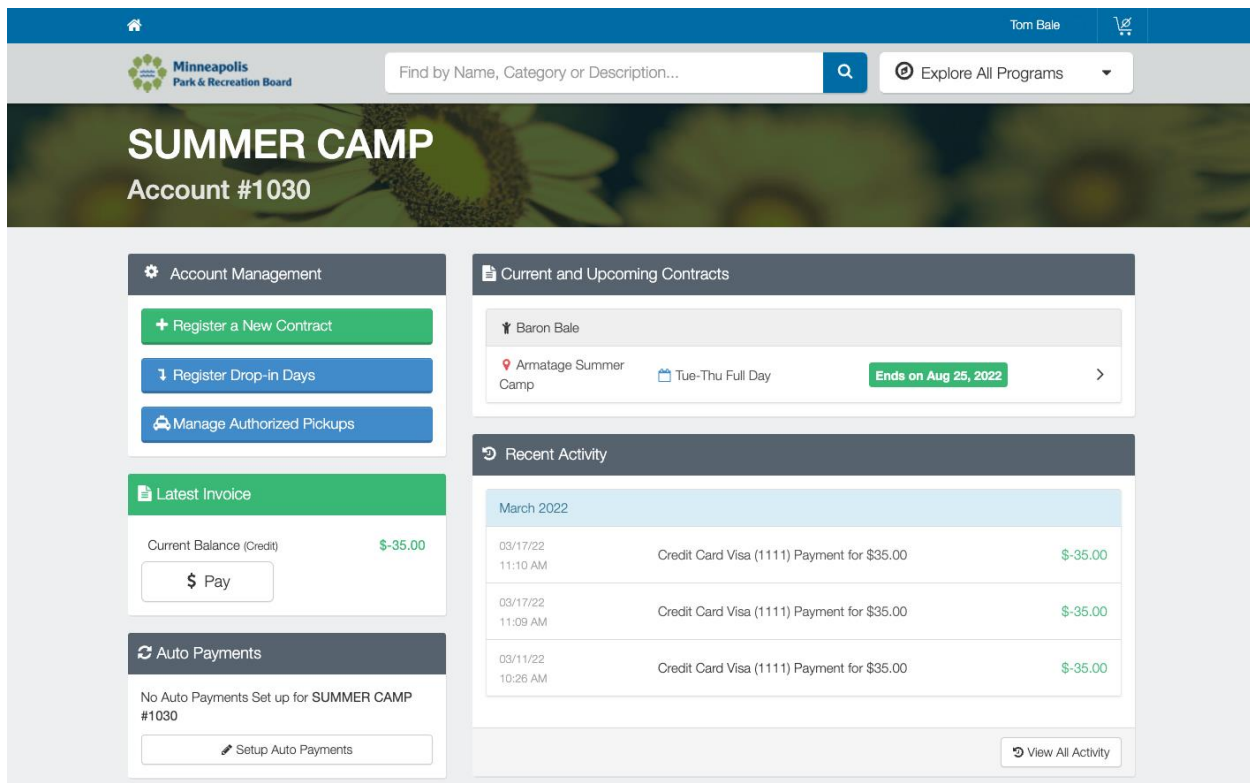 Tom Bale
Minneapolis
Park & Recreation Board
Find by Name, Category or Description...
Explore All Programs
SUMMER CAMP
Account #1030
Account Management
Register a New Contract
Register Drop-in Days
Manage Authorized Pickups
Latest Invoice
Current Balance (Credit) $-35.00
$ Pay
Auto Payments
No Auto Payments Set up for SUMMER CAMP
#1030
Setup Auto Payments
Current and Upcoming Contracts
Baron Bale
Armatage Summer
Camp
Tue-Thu Full Day
Ends on Aug 25, 2022
Recent Activity
March 2022
03/17/22
11:10 AM
Credit Card Visa (1111) Payment for $35.00
$-35.00
03/17/22
11:09 AM
Credit Card Visa (1111) Payment for $35.00
$-35.00
03/11/22
10:26 AM
Credit Card Visa (1111) Payment for $35.00
$-35.00
View All Activity